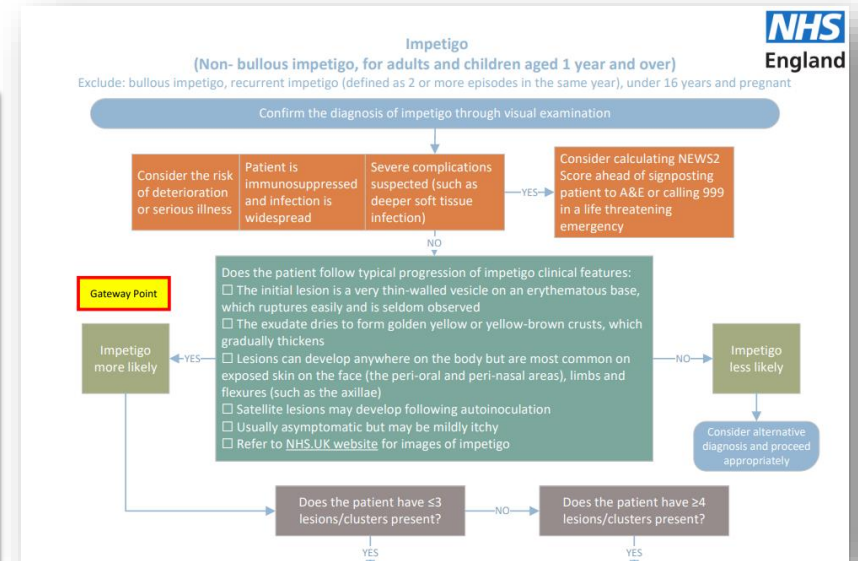 NHS
England
Impetigo
(Non- bullous impetigo, for adults and children aged 1 year and over)
Exclude: bullous impetigo, recurrent impetigo (defined as 2 or more episodes in the same year), under 16 years and pregnant
Confirm the diagnosis of impetigo through visual examination
Consider the risk
of deterioration
or serious illness
Patient is
immunosuppressed
and infection is
widespread
Severe complications
suspected (such as
deeper soft tissue
infection)
YES
Consider calculating NEWS2
Score ahead of signposting
patient to A&E or calling 999
in a life threatening
emergency
NO
Gateway Point
Does the patient follow typical progression of impetigo clinical features:
☐ The initial lesion is a very thin-walled vesicle on an erythematous base,
which ruptures easily and is seldom observed
☐ The exudate dries to form golden yellow or yellow-brown crusts, which
gradually thickens
☐ Lesions can develop anywhere on the body but are most common on
exposed skin on the face (the peri-oral and peri-nasal areas), limbs and
flexures (such as the axillae)
☐ Satellite lesions may develop following autoinoculation
☐ Usually asymptomatic but may be mildly itchy
☐ Refer to NHS.UK website for images of impetigo
YES
Impetigo
more likely
NO
Impetigo
less likely
Consider alternative
diagnosis and proceed
appropriately
Does the patient have ≤3
lesions/clusters present?
NO
Does the patient have ≥4
lesions/clusters present?
YES
YES